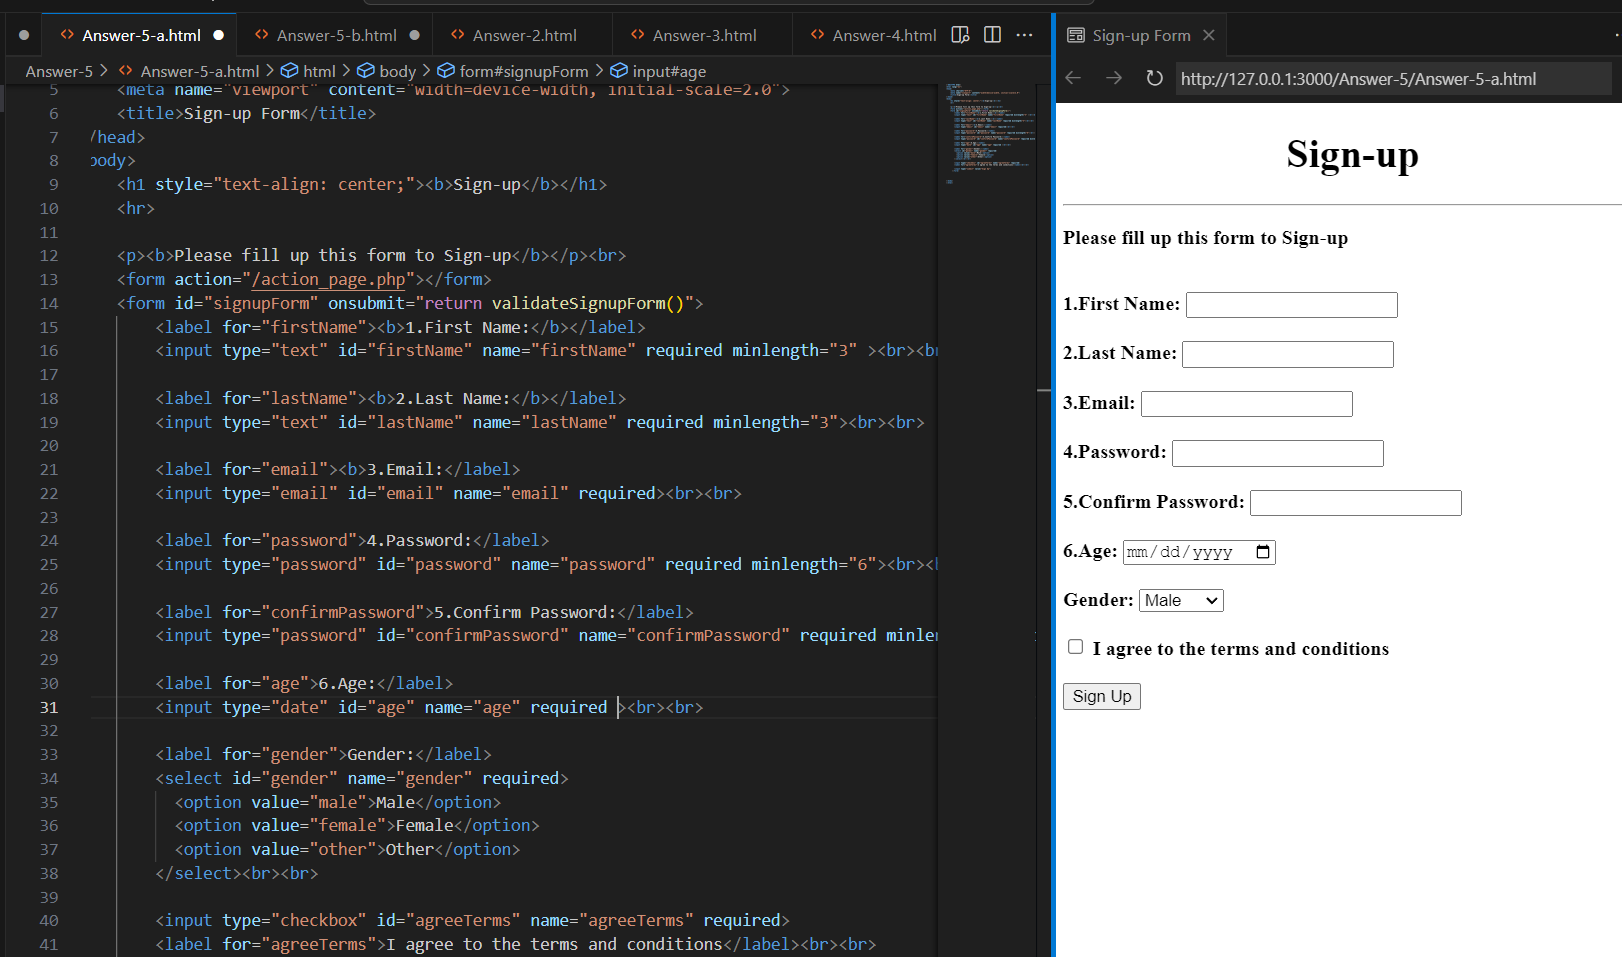 Answer-5-a.html
Answer-5-b.html
Answer-2.html
Answer-3.html
Answer-4.html
Answer-5 > Answer-5-a.html > html > body > form#signupForm > input#age
5 <meta name="viewport" content="width=device-width, initial-scale=2.0">
6 <title>Sign-up Form</title>
7 /head>
8 body>
9 <h1 style="text-align: center;"><b>Sign-up</b></h1>
10 <hr>
11
12 <p><b>Please fill up this form to Sign-up</b></p><br>
13 <form action="/action_page.php"></form>
14 <form id="signupForm" onsubmit="return validateSignupForm()">
15 <label for="firstName"><b>1.First Name:</b></label>
16 <input type="text" id="firstName" name="firstName" required minlength="3" ><br><br
17
18 <label for="lastName"><b>2.Last Name:</b></label>
19 <input type="text" id="lastName" name="lastName" required minlength="3"><br><br>
20
21 <label for="email"><b>3.Email:</label>
22 <input type="email" id="email" name="email" required><br><br>
23
24 <label for="password">4.Password:</label>
25 <input type="password" id="password" name="password" required minlength="6"><br><
26
27 <label for="confirmPassword">5.Confirm Password:</label>
28 <input type="password" id="confirmPassword" name="confirmPassword" required minle
29
30 <label for="age">6.Age:</label>
31 <input type="date" id="age" name="age" required ><br><br>
32
33 <label for="gender">Gender:</label>
34 <select id="gender" name="gender" required>
35 <option value="male">Male</option>
36 <option value="female">Female</option>
37 <option value="other">Other</option>
38 </select><br><br>
39
40 <input type="checkbox" id="agreeTerms" name="agreeTerms" required>
41 <label for="agreeTerms">I agree to the terms and conditions</label><br><br>
Sign-up Form
http://127.0.0.1:3000/Answer-5/Answer-5-a.html
Sign-up
Please fill up this form to Sign-up
1.First Name:
2.Last Name:
3.Email:
4.Password:
5.Confirm Password:
6.Age: mm/dd/yyyy
Gender: Male
I agree to the terms and conditions
Sign Up